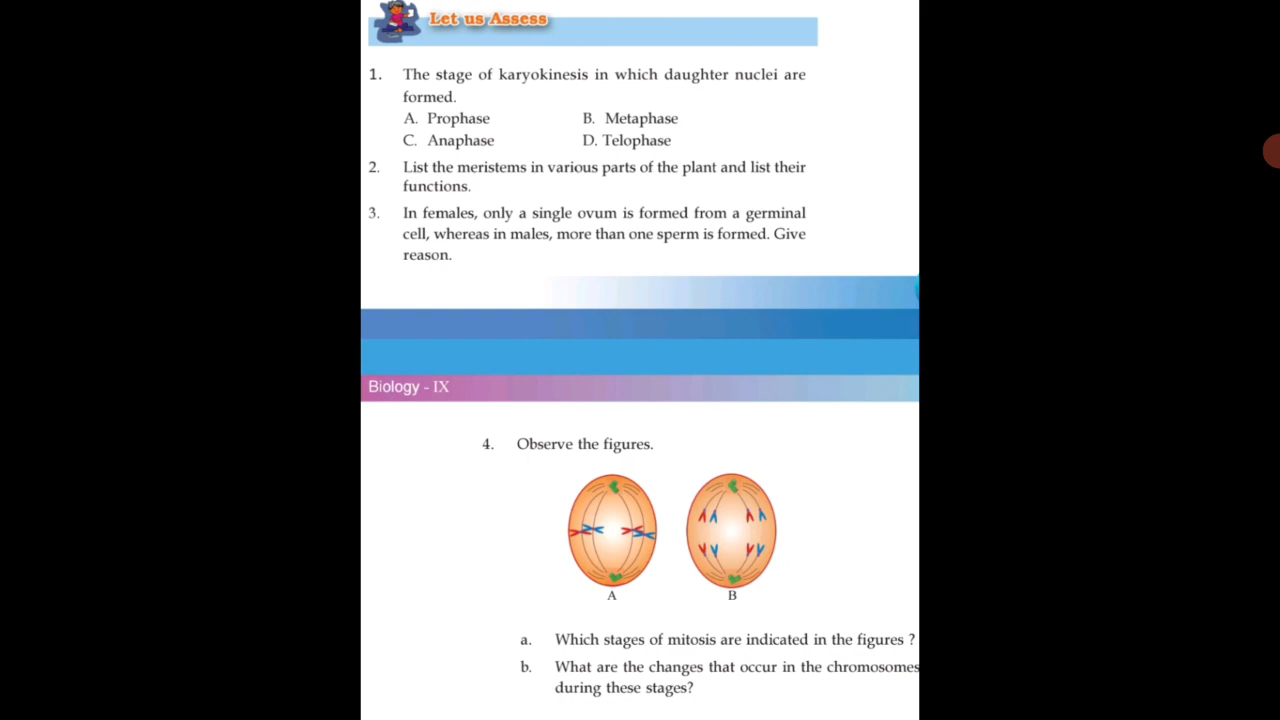 Let us Assess
1. The stage of karyokinesis in which daughter nuclei are
formed.
A. Prophase B. Metaphase
C. Anaphase D. Telophase
2. List the meristems in various parts of the plant and list their
functions.
3. In females, only a single ovum is formed from a germinal
cell, whereas in males, more than one sperm is formed. Give
reason.
Biology - IX
4. Observe the figures.
A B
a. Which stages of mitosis are indicated in the figures ?
b. What are the changes that occur in the chromosomes
during these stages?